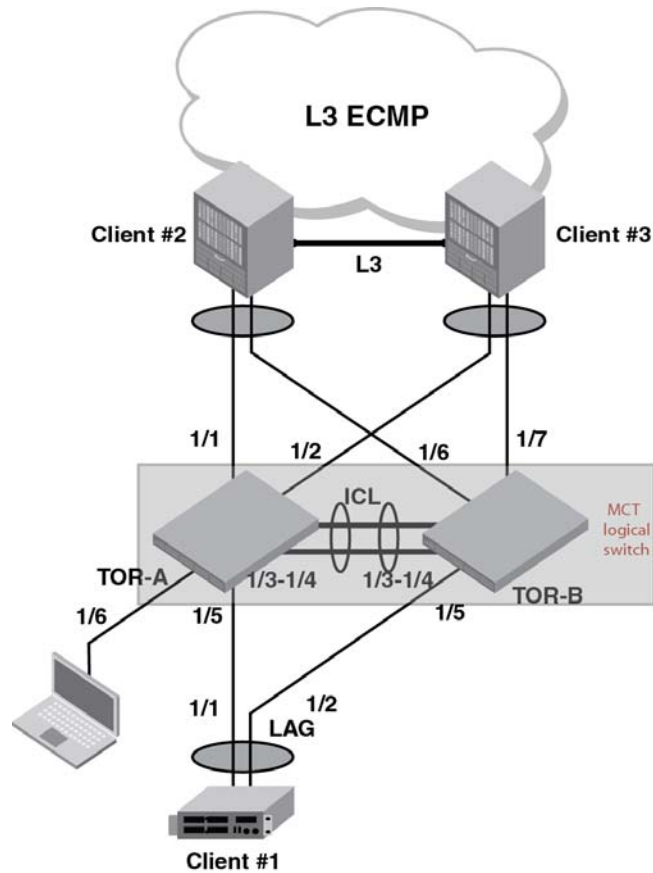 L3 ECMP
Client #2
Client #3
L3
1/1
1/2
1/6
1/7
ICL
MCT
logical
switch
TOR-A
1/3-1/4
1/3-1/4
TOR-B
1/6
1/5
1/5
1/1
1/2
LAG
Client #1